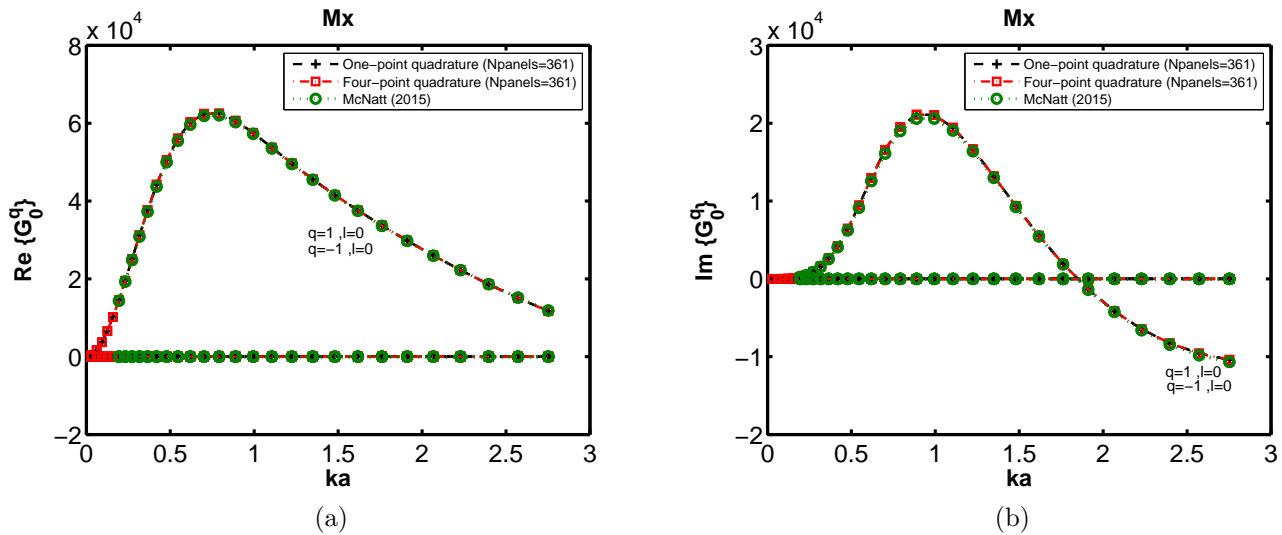 Mx
x 10^4
8
6
4
2
0
−2
Re {G_0^q}
One−point quadrature (Npanels=361)
Four−point quadrature (Npanels=361)
McNatt (2015)
q=1 ,l=0
q=−1 ,l=0
0 0.5 1 1.5 2 2.5 3
ka
(a)
Mx
x 10^4
3
2
1
0
−1
−2
Im {G_0^q}
One−point quadrature (Npanels=361)
Four−point quadrature (Npanels=361)
McNatt (2015)
q=1 ,l=0
q=−1 ,l=0
0 0.5 1 1.5 2 2.5 3
ka
(b)